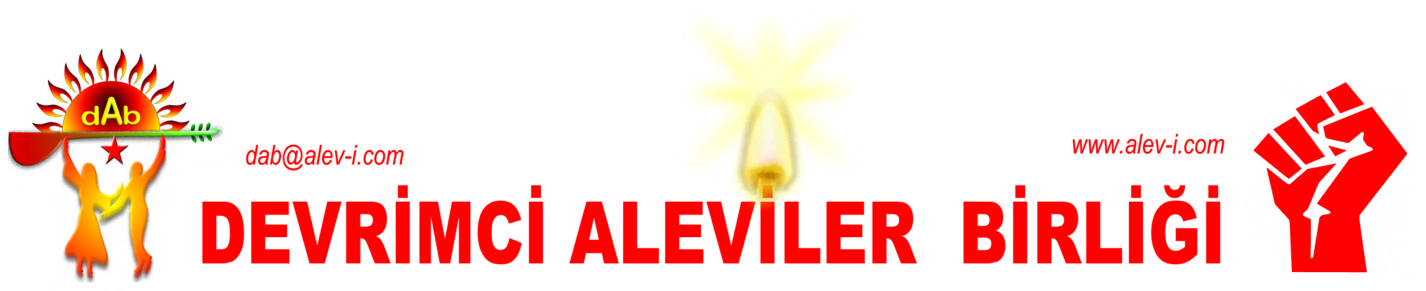 dAb
dab@alev-i.com
www.alev-i.com
DEVRİMCİ ALEVİLER BİRLİĞİ